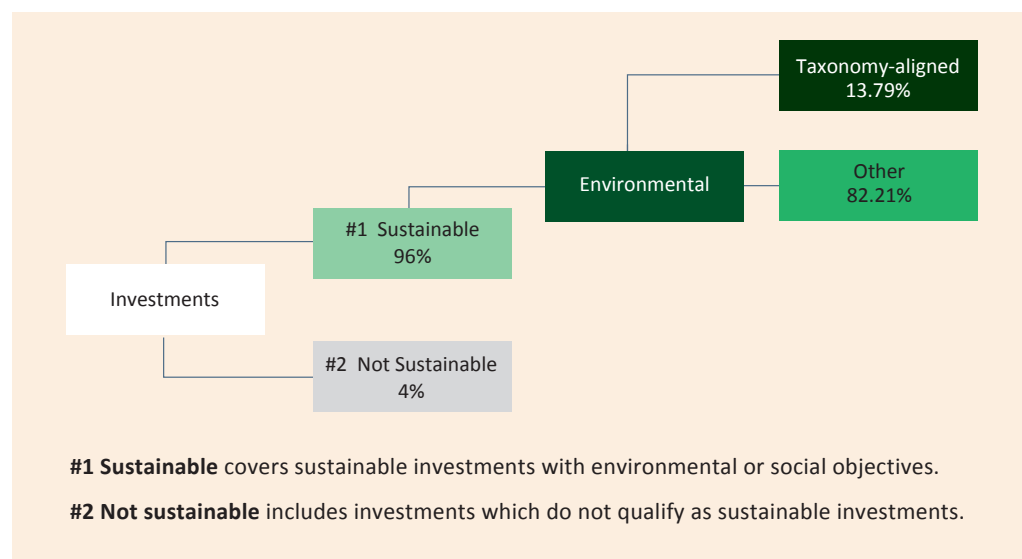 Taxonomy-aligned
13.79%
Environmental
Other
82.21%
#1 Sustainable
96%
Investments
#2 Not Sustainable
4%
#1 Sustainable covers sustainable investments with environmental or social objectives.
#2 Not sustainable includes investments which do not qualify as sustainable investments.